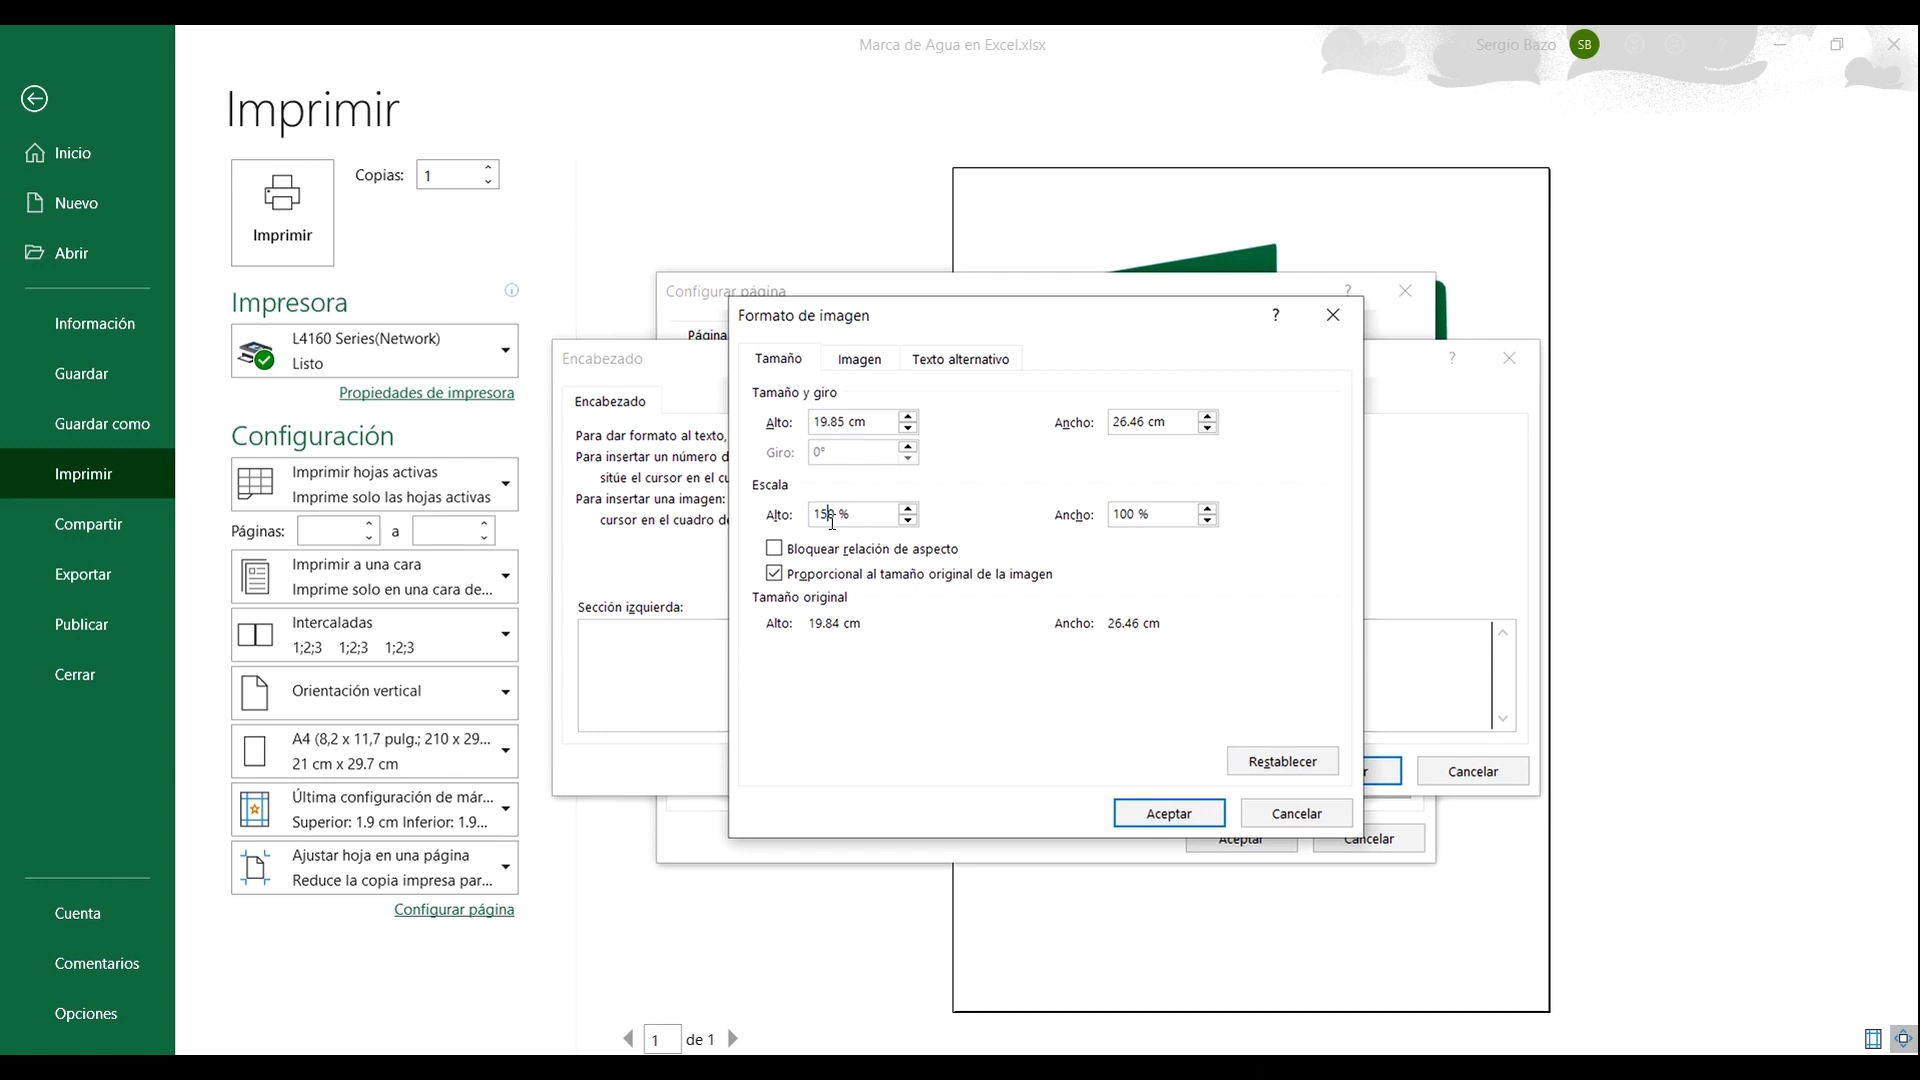 Marca de Agua en Excel.xlsx
Sergio Bazo
SB
Imprimir
Inicio
Nuevo
Abrir
Información
Guardar
Guardar como
Imprimir
Compartir
Exportar
Publicar
Cerrar
Cuenta
Comentarios
Opciones
Imprimir
Copias: 1
Impresora
L4160 Series(Network)
Listo
Propiedades de impresora
Configuración
Imprimir hojas activas
Imprime solo las hojas activas
Páginas: a
Imprimir a una cara
Imprime solo en una cara de...
Intercaladas
1;2;3 1;2;3 1;2;3
Orientación vertical
A4 (8,2 x 11,7 pulg.; 210 x 29...
21 cm x 29.7 cm
Última configuración de már...
Superior: 1.9 cm Inferior: 1.9...
Ajustar hoja en una página
Reduce la copia impresa par...
Configurar página
1 de 1
Configurar página
?
Página
Aceptar
Cancelar
Encabezado
?
Encabezado
Para dar formato al texto,
Para insertar un número d
sitúe el cursor en el cu
Para insertar una imagen:
cursor en el cuadro de
Sección izquierda:
r
Cancelar
Formato de imagen
?
Tamaño Imagen Texto alternativo
Tamaño y giro
Alto: 19.85 cm Ancho: 26.46 cm
Giro: 0°
Escala
Alto: 150 % Ancho: 100 %
Bloquear relación de aspecto
Proporcional al tamaño original de la imagen
Tamaño original
Alto: 19.84 cm Ancho: 26.46 cm
Restablecer
Aceptar
Cancelar